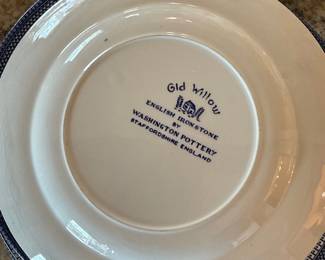 Old Willow
ENGLISH IRONSTONE
BY
WASHINGTON POTTERY
STAFFORDSHIRE ENGLAND